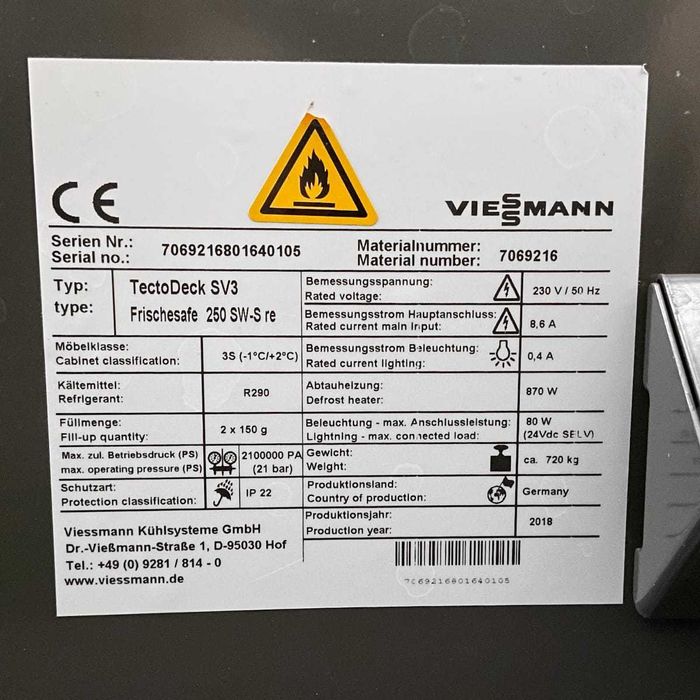 CE
VIESSMANN
Serien Nr.:
Serial no.:
7069216801640105
Materialnummer:
Material number:
7069216
Typ:
type:
TectoDeck SV3
Frischesafe 250 SW-S re
Bemessungsspannung:
Rated voltage:
230 V / 50 Hz
Bemessungsstrom Hauptanschluss:
Rated current main Input:
8,6 A
Möbelklasse:
Cabinet classification:
3S (-1°C/+2°C)
Bemessungsstrom Beleuchtung:
Rated current lighting:
0,4 A
Kältemittel:
Refrigerant:
R290
Abtauheizung:
Defrost heater:
870 W
Füllmenge:
Fill-up quantity:
2 x 150 g
Beleuchtung - max. Anschlussleistung:
Lightning - max. connected load:
80 W
(24Vdc SELV)
Max. zul. Betriebsdruck (PS)
max. operating pressure (PS)
2100000 PA
(21 bar)
Gewicht:
Weight:
ca. 720 kg
Schutzart:
Protection classification:
IP 22
Produktionsland:
Country of production:
Germany
Produktionsjahr:
Production year:
2018
Viessmann Kühlsysteme GmbH
Dr.-Vießmann-Straße 1, D-95030 Hof
Tel.: +49 (0) 9281 / 814 - 0
www.viessmann.de
7069216801640105